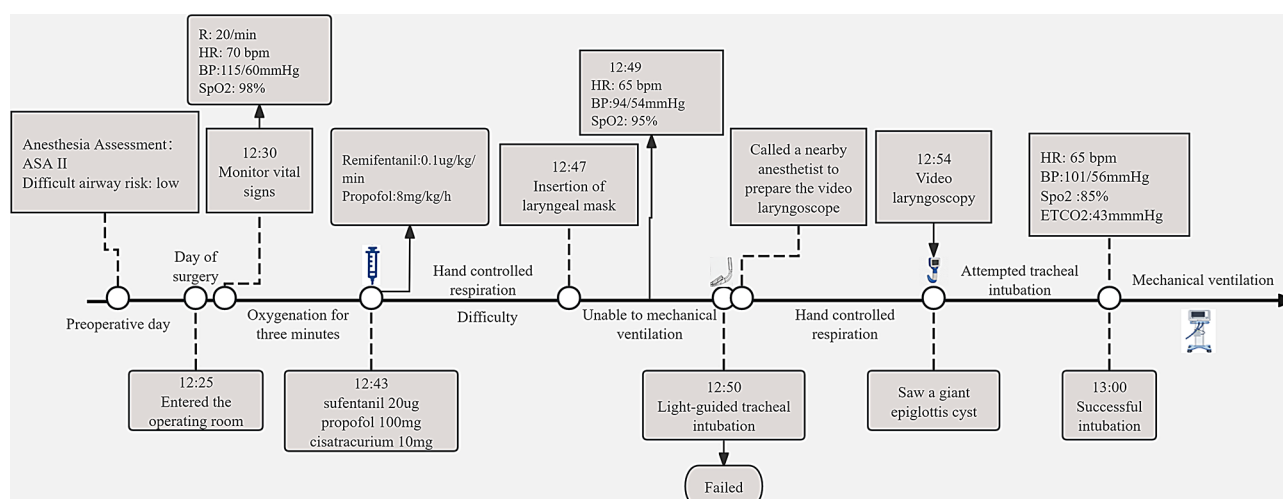 R: 20/min
HR: 70 bpm
BP:115/60mmHg
SpO2: 98%
Anesthesia Assessment:
ASA II
Difficult airway risk: low
12:30
Monitor vital
signs
Remifentanil:0.1ug/kg/
min
Propofol:8mg/kg/h
12:47
Insertion of
laryngeal mask
12:49
HR: 65 bpm
BP:94/54mmHg
SpO2: 95%
Called a nearby
anesthetist to
prepare the video
laryngoscope
12:54
Video
laryngoscopy
HR: 65 bpm
BP:101/56mmHg
Spo2 :85%
ETCO2:43mmmHg
Day of
surgery
Hand controlled
respiration
Attempted tracheal
intubation
Mechanical ventilation
Preoperative day
Oxygenation for
three minutes
Difficulty
Unable to mechanical
ventilation
Hand controlled
respiration
12:25
Entered the
operating room
12:43
sufentanil 20ug
propofol 100mg
cisatracurium 10mg
12:50
Light-guided tracheal
intubation
Failed
Saw a giant
epiglottis cyst
13:00
Successful
intubation